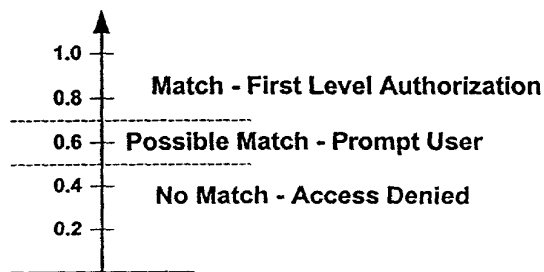 1.0
Match - First Level Authorization
0.8
0.6 Possible Match - Prompt User
0.4
No Match - Access Denied
0.2